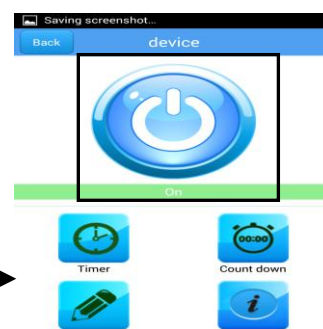 Saving screenshot...
Back device
On
00:00
Timer Count down
i